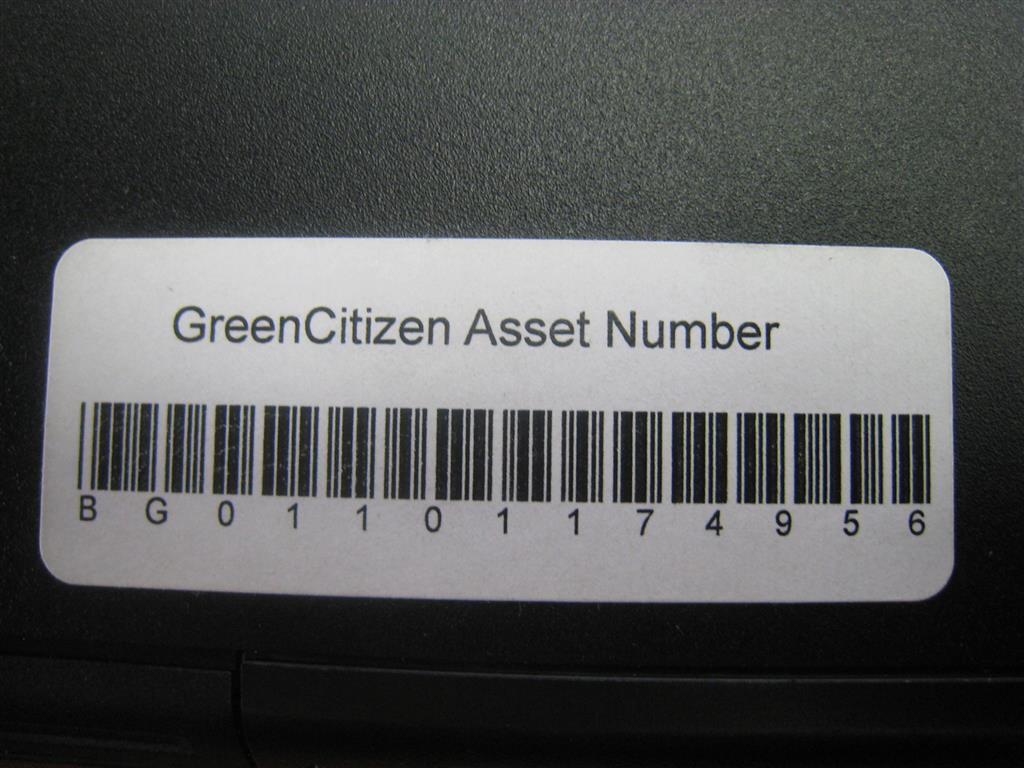 GreenCitizen Asset Number
B G 0 1 1 0 1 1 7 4 9 5 6